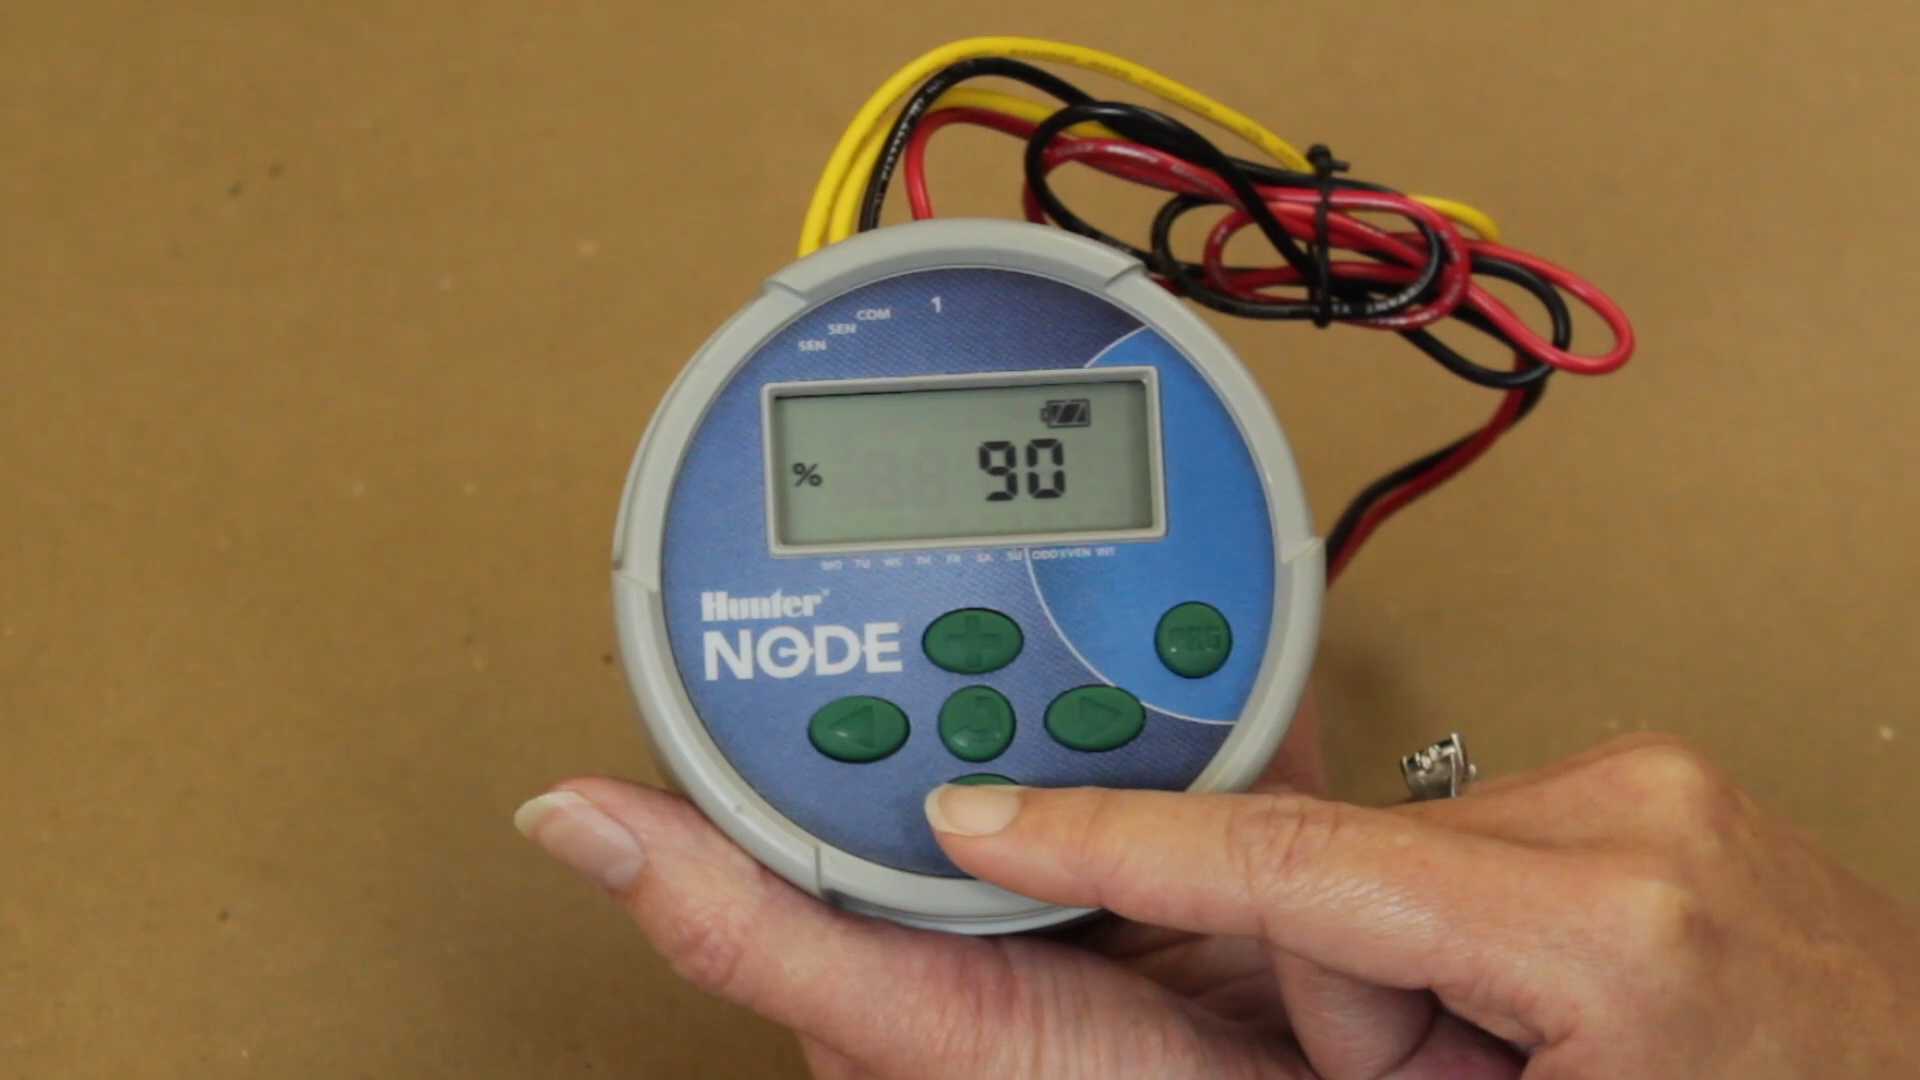 1
COM
SEN
SEN
% 90
MO TU WE TH FR SA SU ODD EVEN INT
Hunter®
NODE
PRG